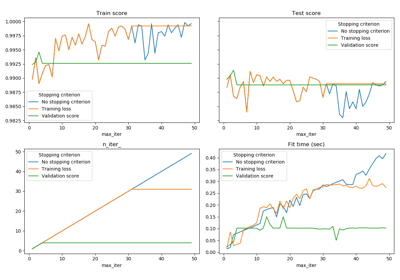 Train score
1.0000
0.9975
0.9950
0.9925
0.9900
0.9875
0.9850
0.9825
Stopping criterion
No stopping criterion
Training loss
Validation score
0 10 20 30 40 50
max_iter
Test score
Stopping criterion
No stopping criterion
Training loss
Validation score
0 10 20 30 40 50
max_iter
n_iter_
50
40
30
20
10
0
Stopping criterion
No stopping criterion
Training loss
Validation score
0 10 20 30 40 50
max_iter
Fit time (sec)
0.40
0.35
0.30
0.25
0.20
0.15
0.10
0.05
0.00
Stopping criterion
No stopping criterion
Training loss
Validation score
0 10 20 30 40 50
max_iter